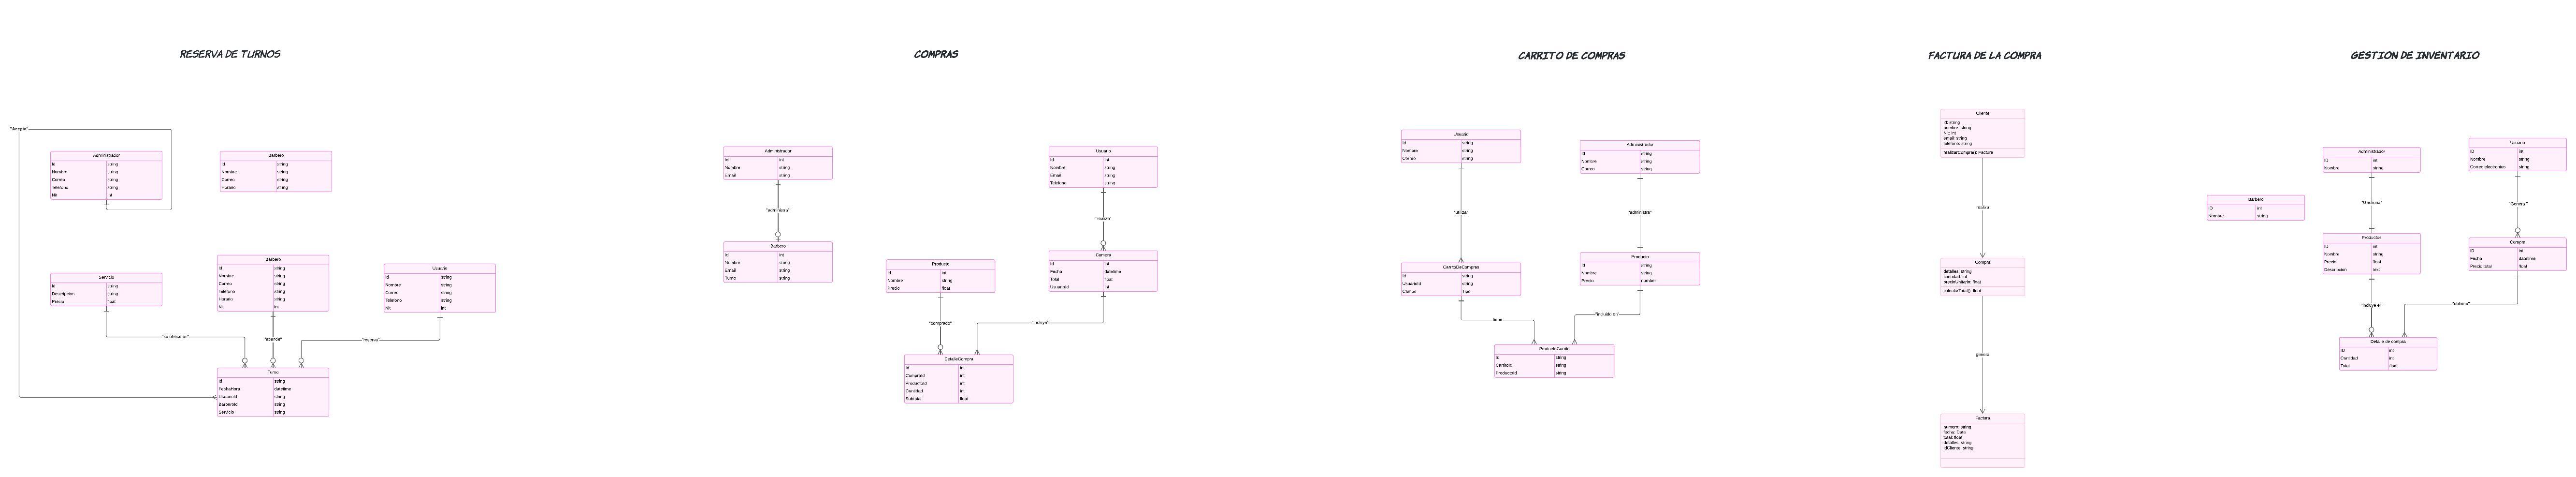 RESERVA DE TURNOS
"Acepta"
Administrador
Id string
Nombre string
Correo string
Telefono string
Nit int
Barbero
Id string
Nombre string
Correo string
Horario string
Servicio
Id string
Descripcion string
Precio float
Barbero
Id string
Nombre string
Correo string
Telefono string
Horario string
Nit int
Usuario
Id string
Nombre string
Correo string
Telefono string
Nit int
"se ofrece en"
"atiende"
"reserva"
Turno
Id string
FechaHora datetime
UsuarioId string
BarberoId string
Servicio string
COMPRAS
Administrador
Id int
Nombre string
Email string
"administra"
Barbero
Id int
Nombre string
Email string
Turno string
Usuario
Id int
Nombre string
Email string
Telefono string
"realiza"
Compra
Id int
Fecha datetime
Total float
UsuarioId int
Producto
Id int
Nombre string
Precio float
"comprado"
"incluye"
DetalleCompra
Id int
CompraId int
ProductoId int
Cantidad int
Subtotal float
CARRITO DE COMPRAS
Usuario
Id string
Nombre string
Correo string
"utiliza"
CarritoDeCompras
Id string
UsuarioId string
Campo Tipo
Administrador
Id string
Nombre string
Correo string
"administra"
Producto
Id string
Nombre string
Precio number
"incluido en"
ProductoCarrito
Id string
CarritoId string
ProductoId string
FACTURA DE LA COMPRA
Cliente
id: string
nombre: string
Nit: int
email: string
telefono: string
realizarCompra(): Factura
realiza
Compra
detalles: string
cantidad: int
precioUnitario: float
calcularTotal(): float
genera
Factura
numero: string
fecha: Date
total: float
detalles: string
idCliente: string
GESTION DE INVENTARIO
Barbero
ID int
Nombre string
Administrador
ID int
Nombre string
"Gestiona"
Productos
ID int
Nombre string
Precio float
Descripcion text
"incluye el"
Usuario
ID int
Nombre string
Correo electronico string
"Genera "
Compra
ID int
Fecha datetime
Precio total float
"obtiene"
Detalle de compra
ID int
Cantidad int
Total float